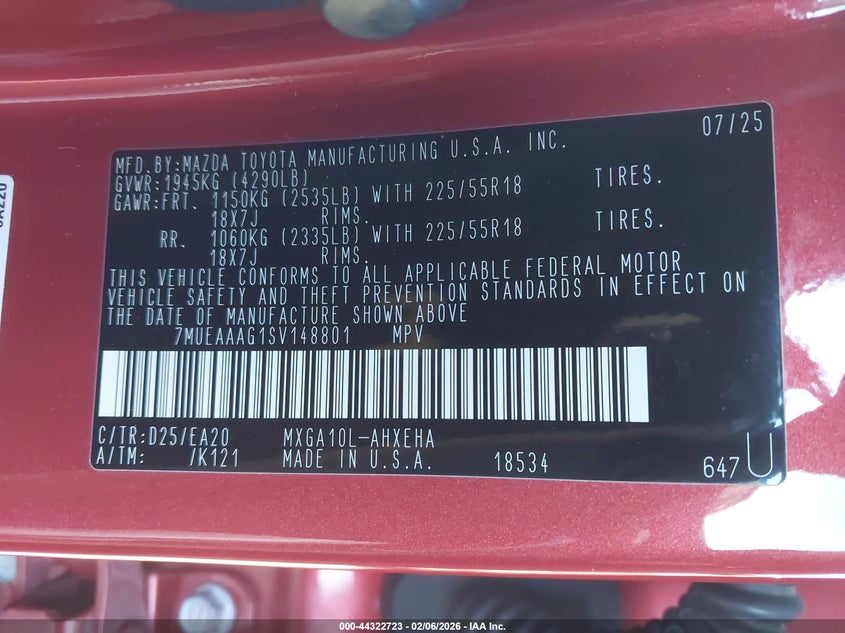 07/25
MFD.BY:MAZDA TOYOTA MANUFACTURING U.S.A. INC.
GVWR:1945KG (4290LB)
GAWR:FRT. 1150KG (2535LB) WITH 225/55R18 TIRES.
18X7J RIMS.
RR. 1060KG (2335LB) WITH 225/55R18 TIRES.
18X7J RIMS.
THIS VEHICLE CONFORMS TO ALL APPLICABLE FEDERAL MOTOR
VEHICLE SAFETY AND THEFT PREVENTION STANDARDS IN EFFECT ON
THE DATE OF MANUFACTURE SHOWN ABOVE
7MUEAAAG1SV148801 MPV
C/TR:D25/EA20 MXGA10L-AHXEHA
A/TM: /K121 MADE IN U.S.A. 18534 647 U
000-44322723 - 02/06/2026 - IAA Inc.